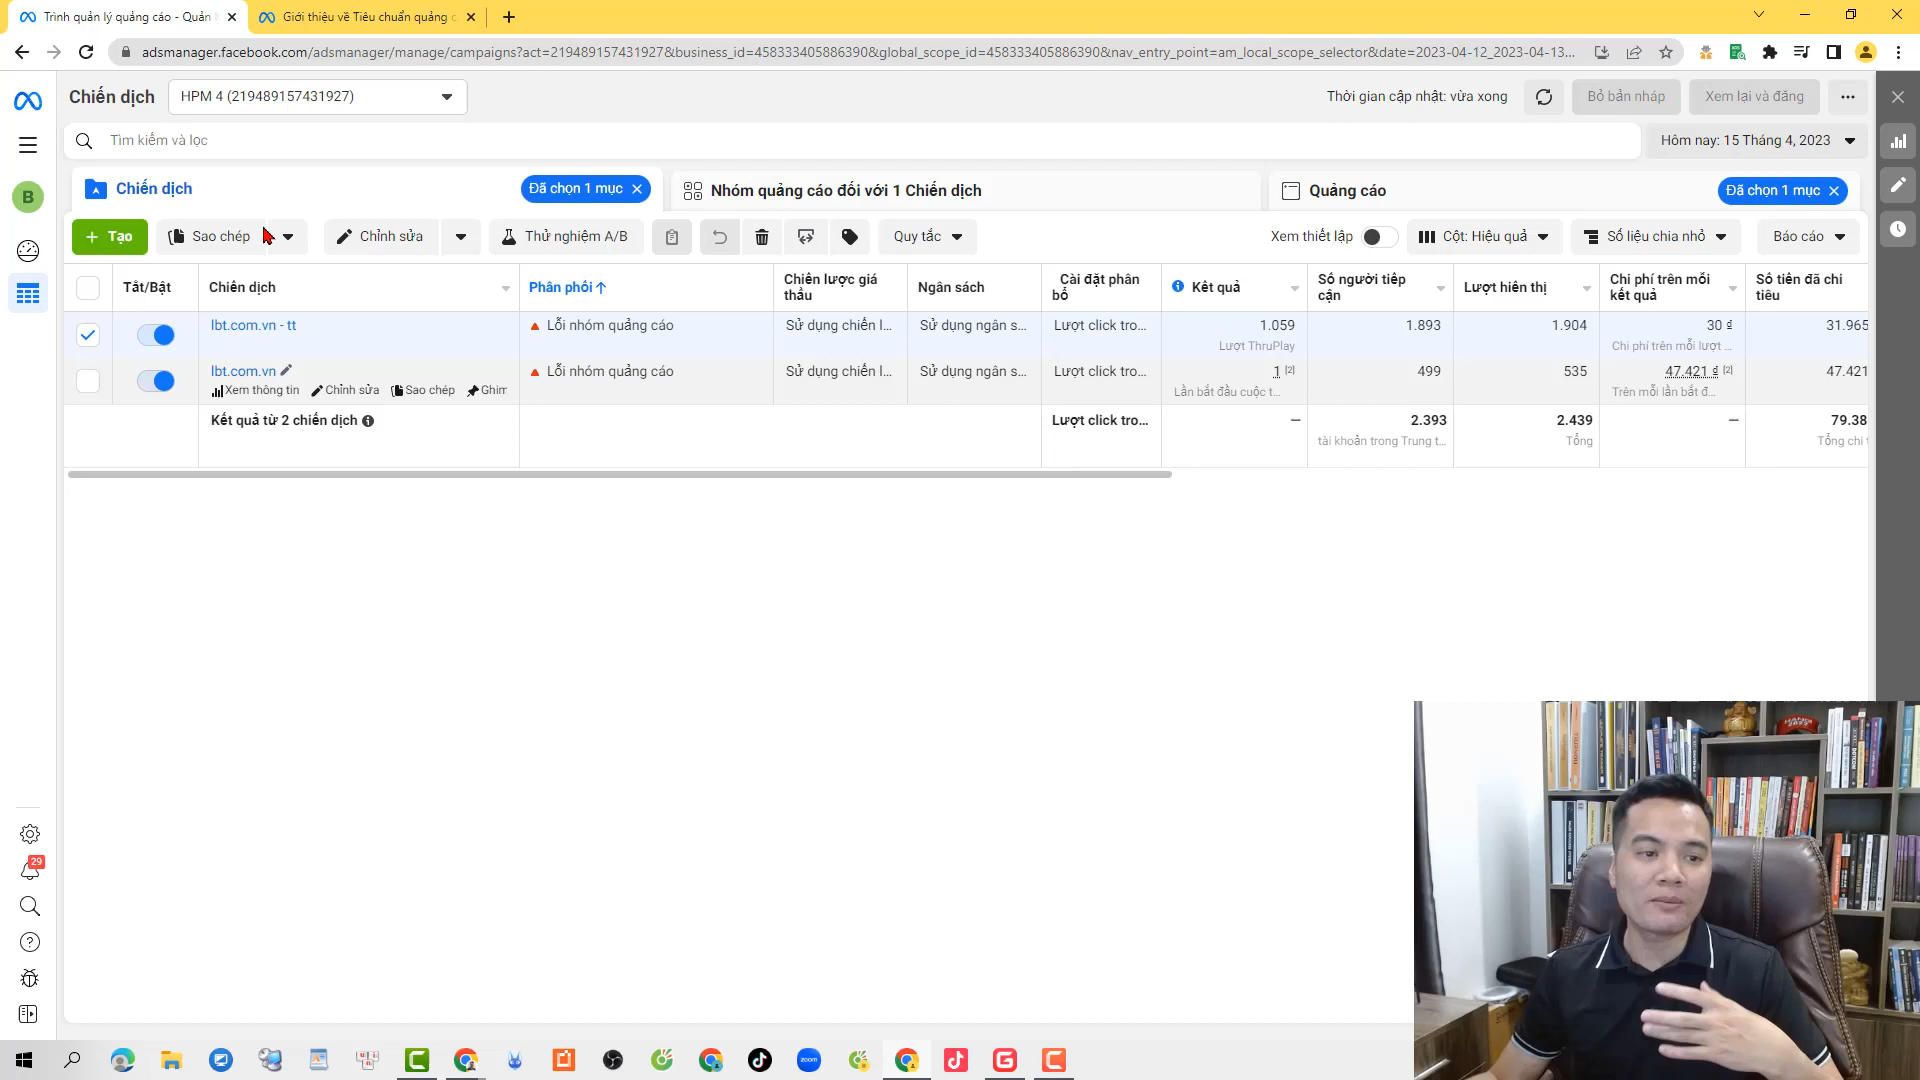 Trình quản lý quảng cáo - Quản
Giới thiệu về Tiêu chuẩn quảng c
adsmanager.facebook.com/adsmanager/manage/campaigns?act=219489157431927&business_id=458333405886390&global_scope_id=458333405886390&nav_entry_point=am_local_scope_selector&date=2023-04-12_2023-04-13...
Chiến dịch
HPM 4 (219489157431927)
Thời gian cập nhật: vừa xong
Bỏ bản nháp
Xem lại và đăng
Tìm kiếm và lọc
Hôm nay: 15 Tháng 4, 2023
B
Chiến dịch
Đã chọn 1 mục
Nhóm quảng cáo đối với 1 Chiến dịch
Quảng cáo
Đã chọn 1 mục
+ Tạo
Sao chép
Chỉnh sửa
Thử nghiệm A/B
Quy tắc
Xem thiết lập
Cột: Hiệu quả
Số liệu chia nhỏ
Báo cáo
Tắt/Bật
Chiến dịch
Phân phối↑
Chiến lược giá thầu
Ngân sách
Cài đặt phân bổ
Kết quả
Số người tiếp cận
Lượt hiển thị
Chi phí trên mỗi kết quả
Số tiền đã chi tiêu
lbt.com.vn - tt
Lỗi nhóm quảng cáo
Sử dụng chiến l...
Sử dụng ngân s...
Lượt click tro...
1.059
Lượt ThruPlay
1.893
1.904
30 ₫
Chi phí trên mỗi lượt ...
31.965
lbt.com.vn
Xem thông tin
Chỉnh sửa
Sao chép
Ghim
Lỗi nhóm quảng cáo
Sử dụng chiến l...
Sử dụng ngân s...
Lượt click tro...
1 [2]
Lần bắt đầu cuộc t...
499
535
47.421 ₫ [2]
Trên mỗi lần bắt đ...
47.421
Kết quả từ 2 chiến dịch
Lượt click tro...
—
2.393
tài khoản trong Trung t...
2.439
Tổng
—
79.38
Tổng chi t
29
zoom